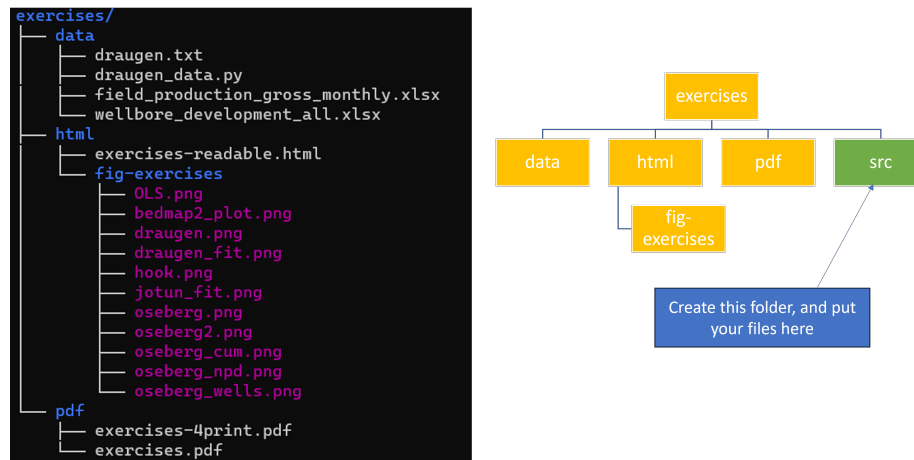 exercises/
data
draugen.txt
draugen_data.py
field_production_gross_monthly.xlsx
wellbore_development_all.xlsx
html
exercises-readable.html
fig-exercises
OLS.png
bedmap2_plot.png
draugen.png
draugen_fit.png
hook.png
jotun_fit.png
oseberg.png
oseberg2.png
oseberg_cum.png
oseberg_npd.png
oseberg_wells.png
pdf
exercises-4print.pdf
exercises.pdf
exercises
data
html
pdf
src
fig-
exercises
Create this folder, and put
your files here